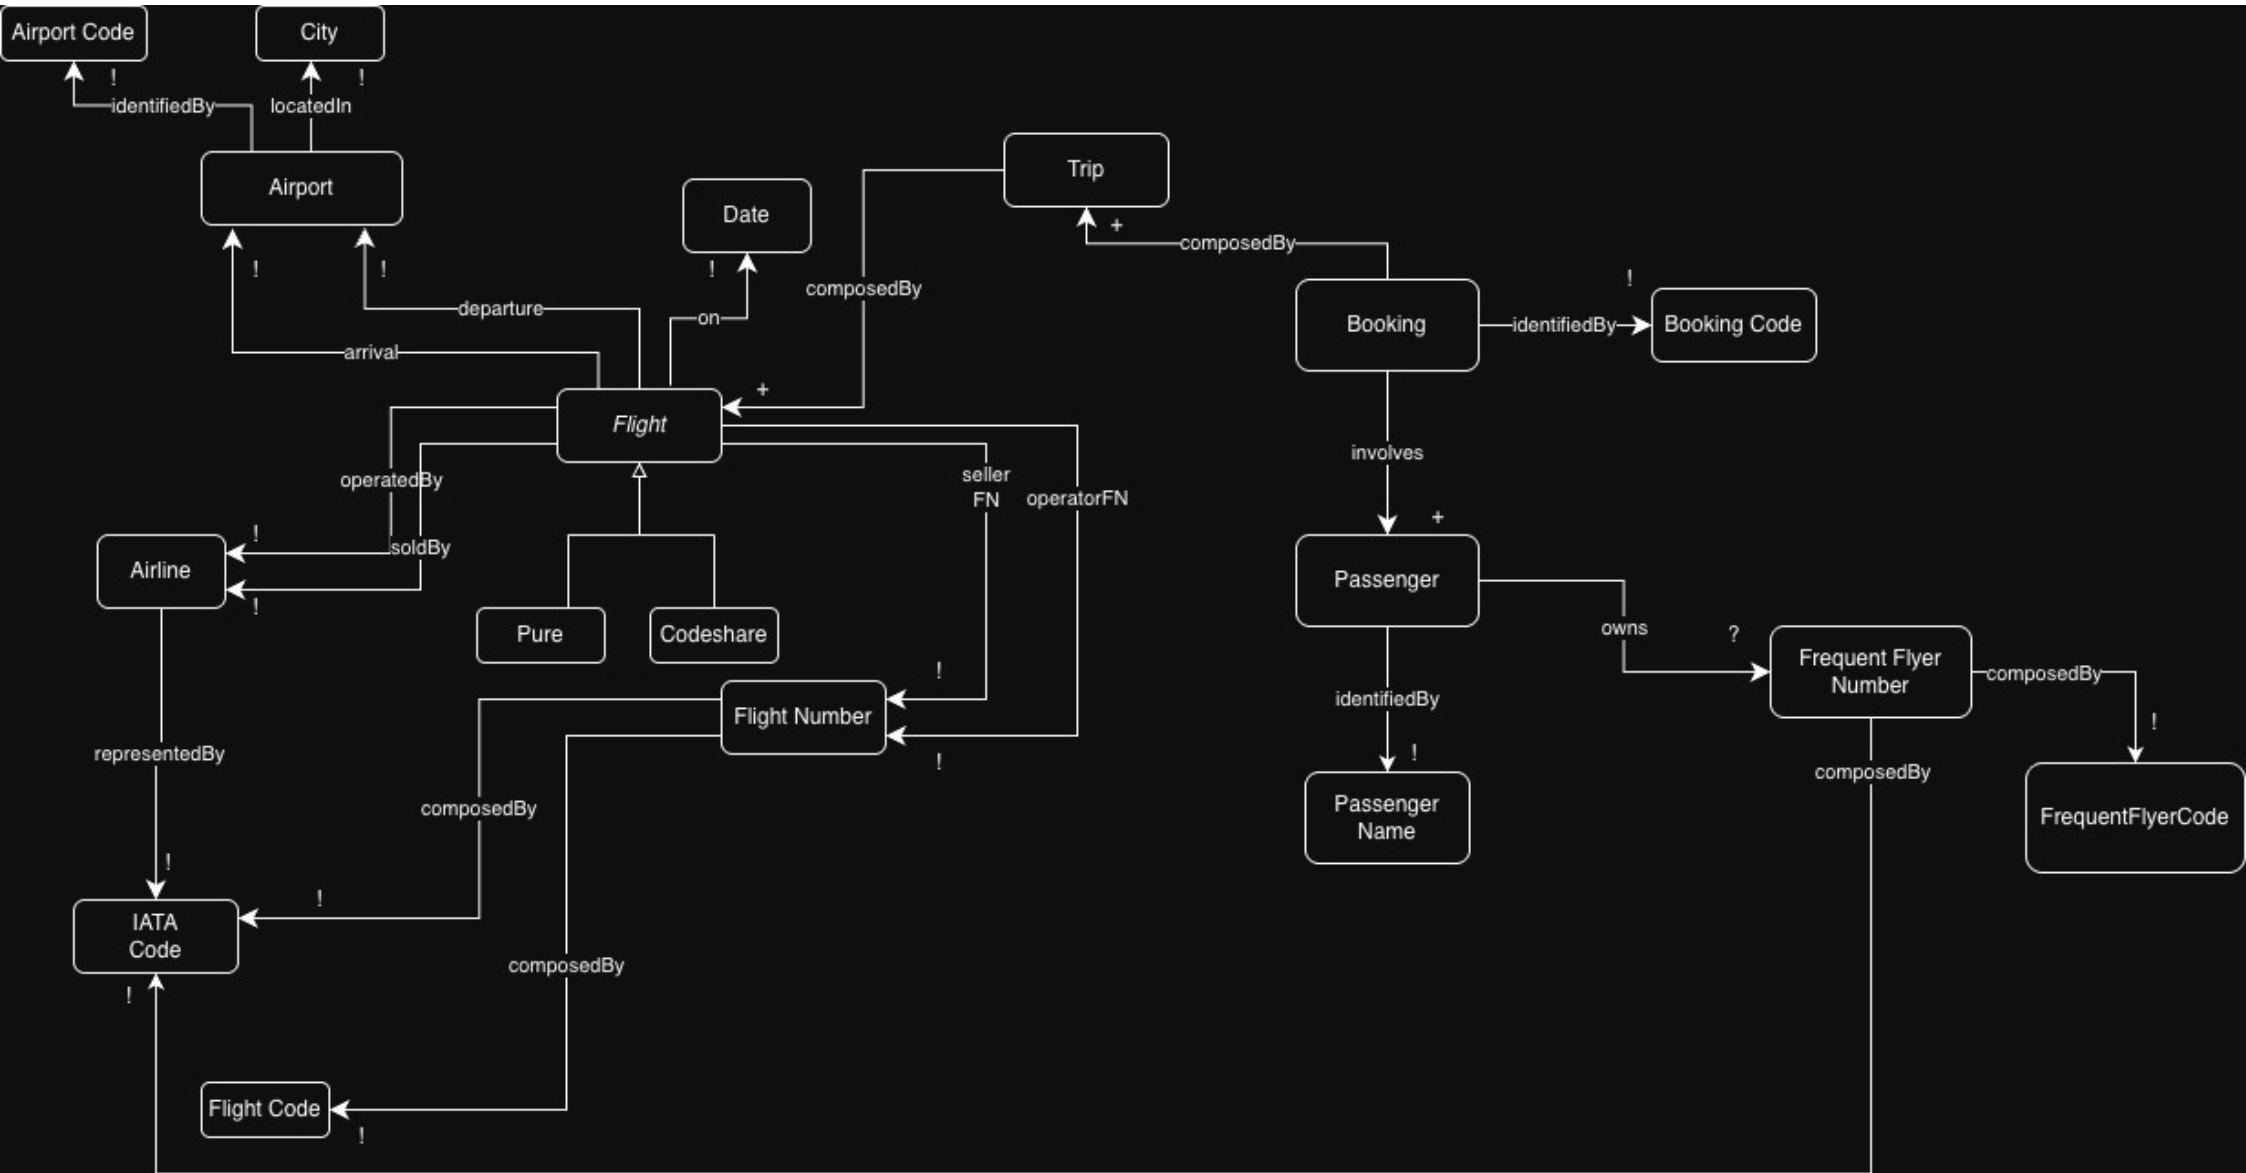 Airport Code
City
!
!
identifiedBy
locatedIn
Trip
Airport
Date
+
composedBy
!
!
!
!
composedBy
departure
on
Booking
identifiedBy
Booking Code
arrival
+
Flight
involves
operatedBy
seller
FN
operatorFN
+
!
soldBy
Airline
!
Passenger
Pure
Codeshare
owns
?
Frequent Flyer
Number
composedBy
!
identifiedBy
Flight Number
!
!
representedBy
!
composedBy
FrequentFlyerCode
Passenger
Name
composedBy
!
!
IATA
Code
composedBy
!
Flight Code
!